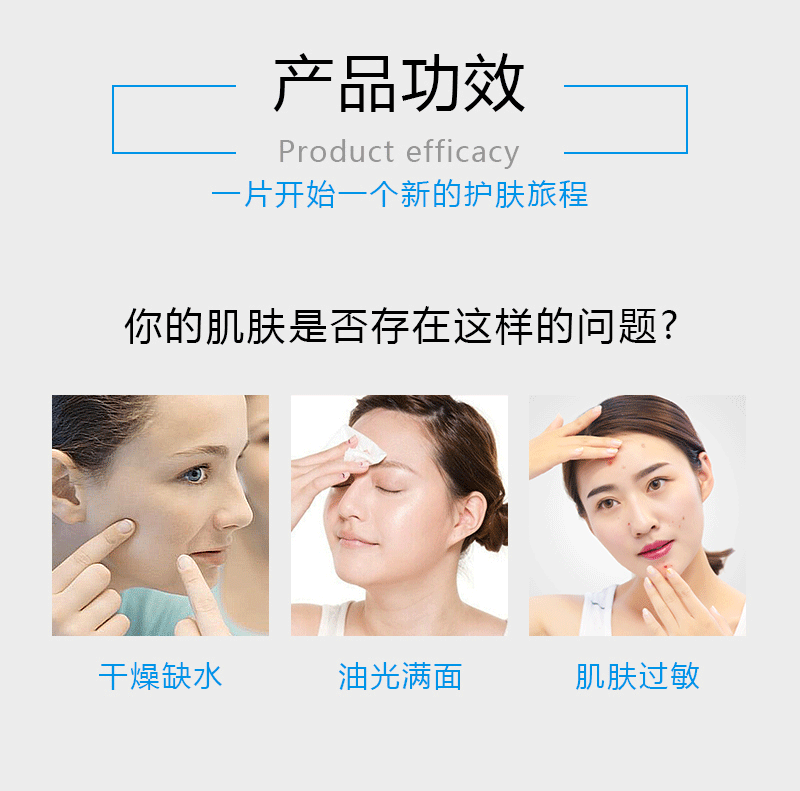 产品功效
Product efficacy
一片开始一个新的护肤旅程
你的肌肤是否存在这样的问题?
干燥缺水
油光满面
肌肤过敏